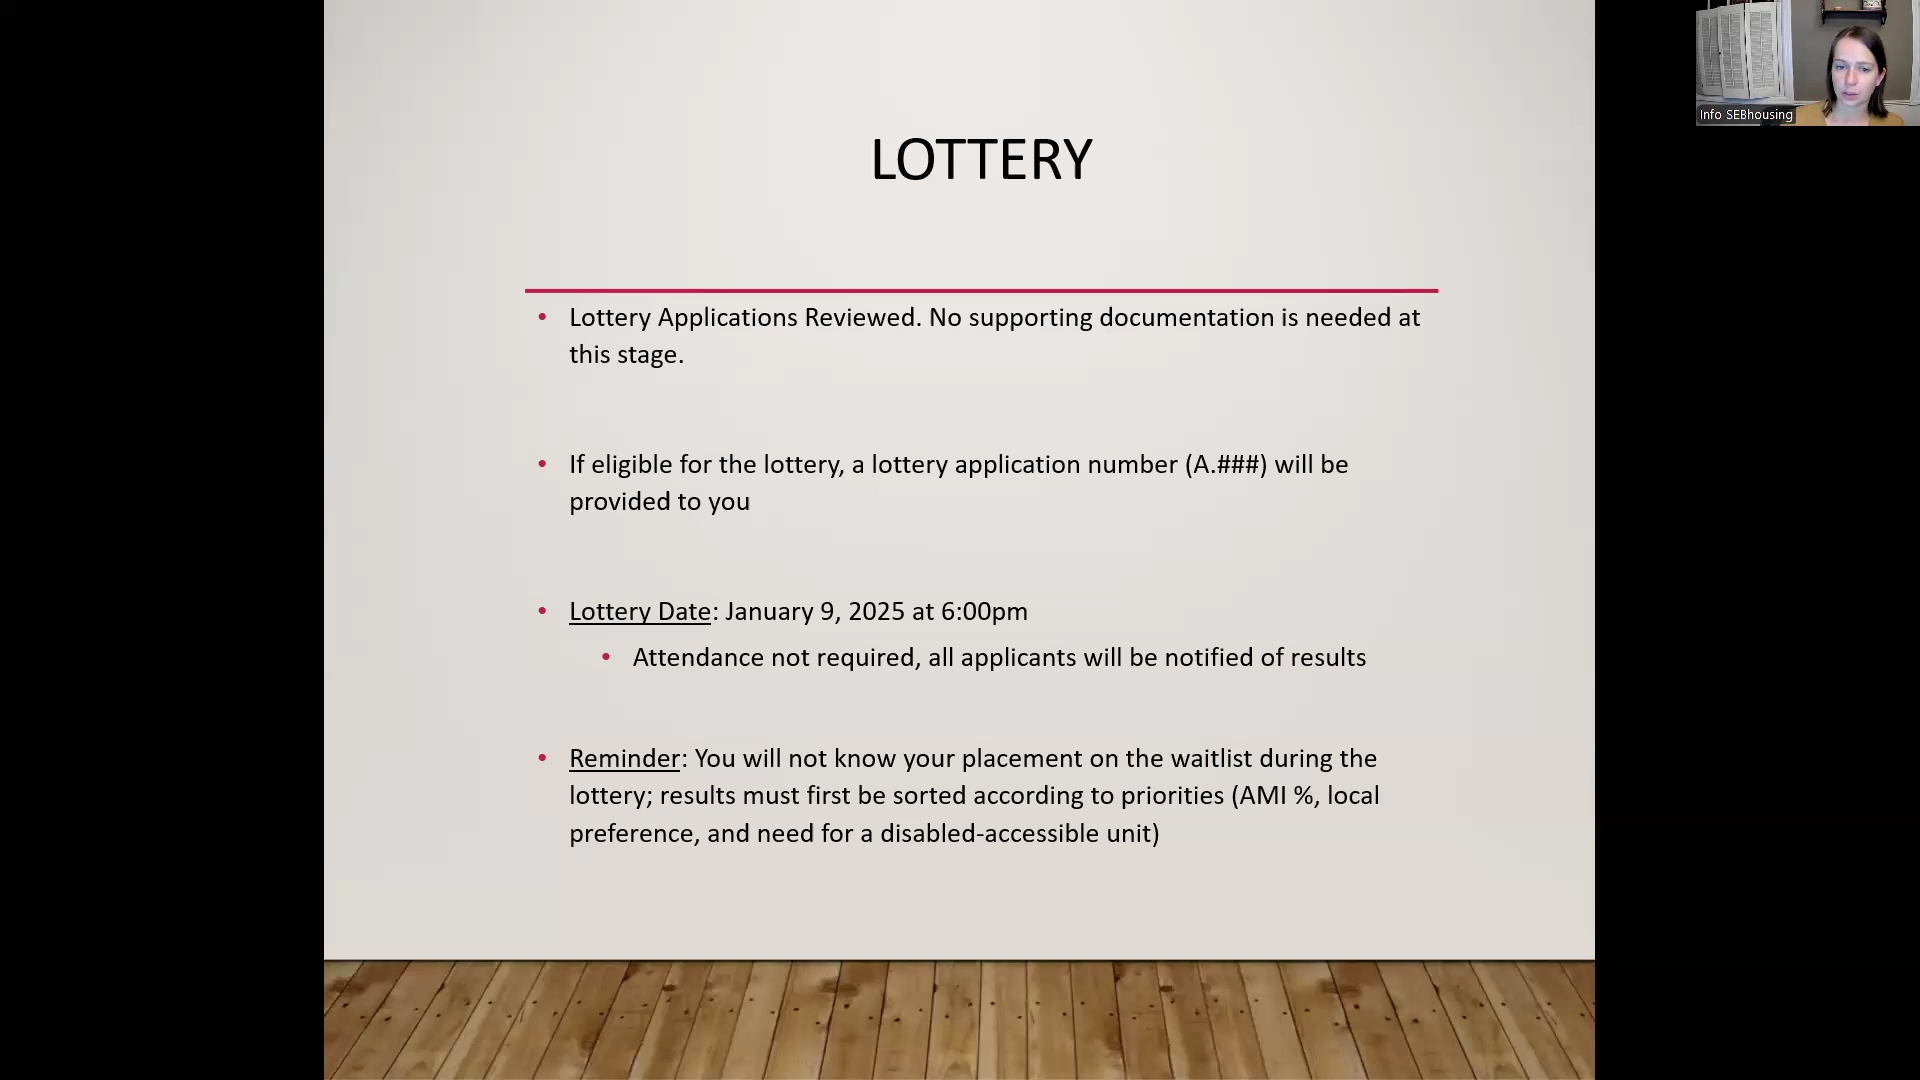 LOTTERY
• Lottery Applications Reviewed. No supporting documentation is needed at
this stage.
• If eligible for the lottery, a lottery application number (A.###) will be
provided to you
• Lottery Date: January 9, 2025 at 6:00pm
• Attendance not required, all applicants will be notified of results
• Reminder: You will not know your placement on the waitlist during the
lottery; results must first be sorted according to priorities (AMI %, local
preference, and need for a disabled-accessible unit)
Info SEBhousing